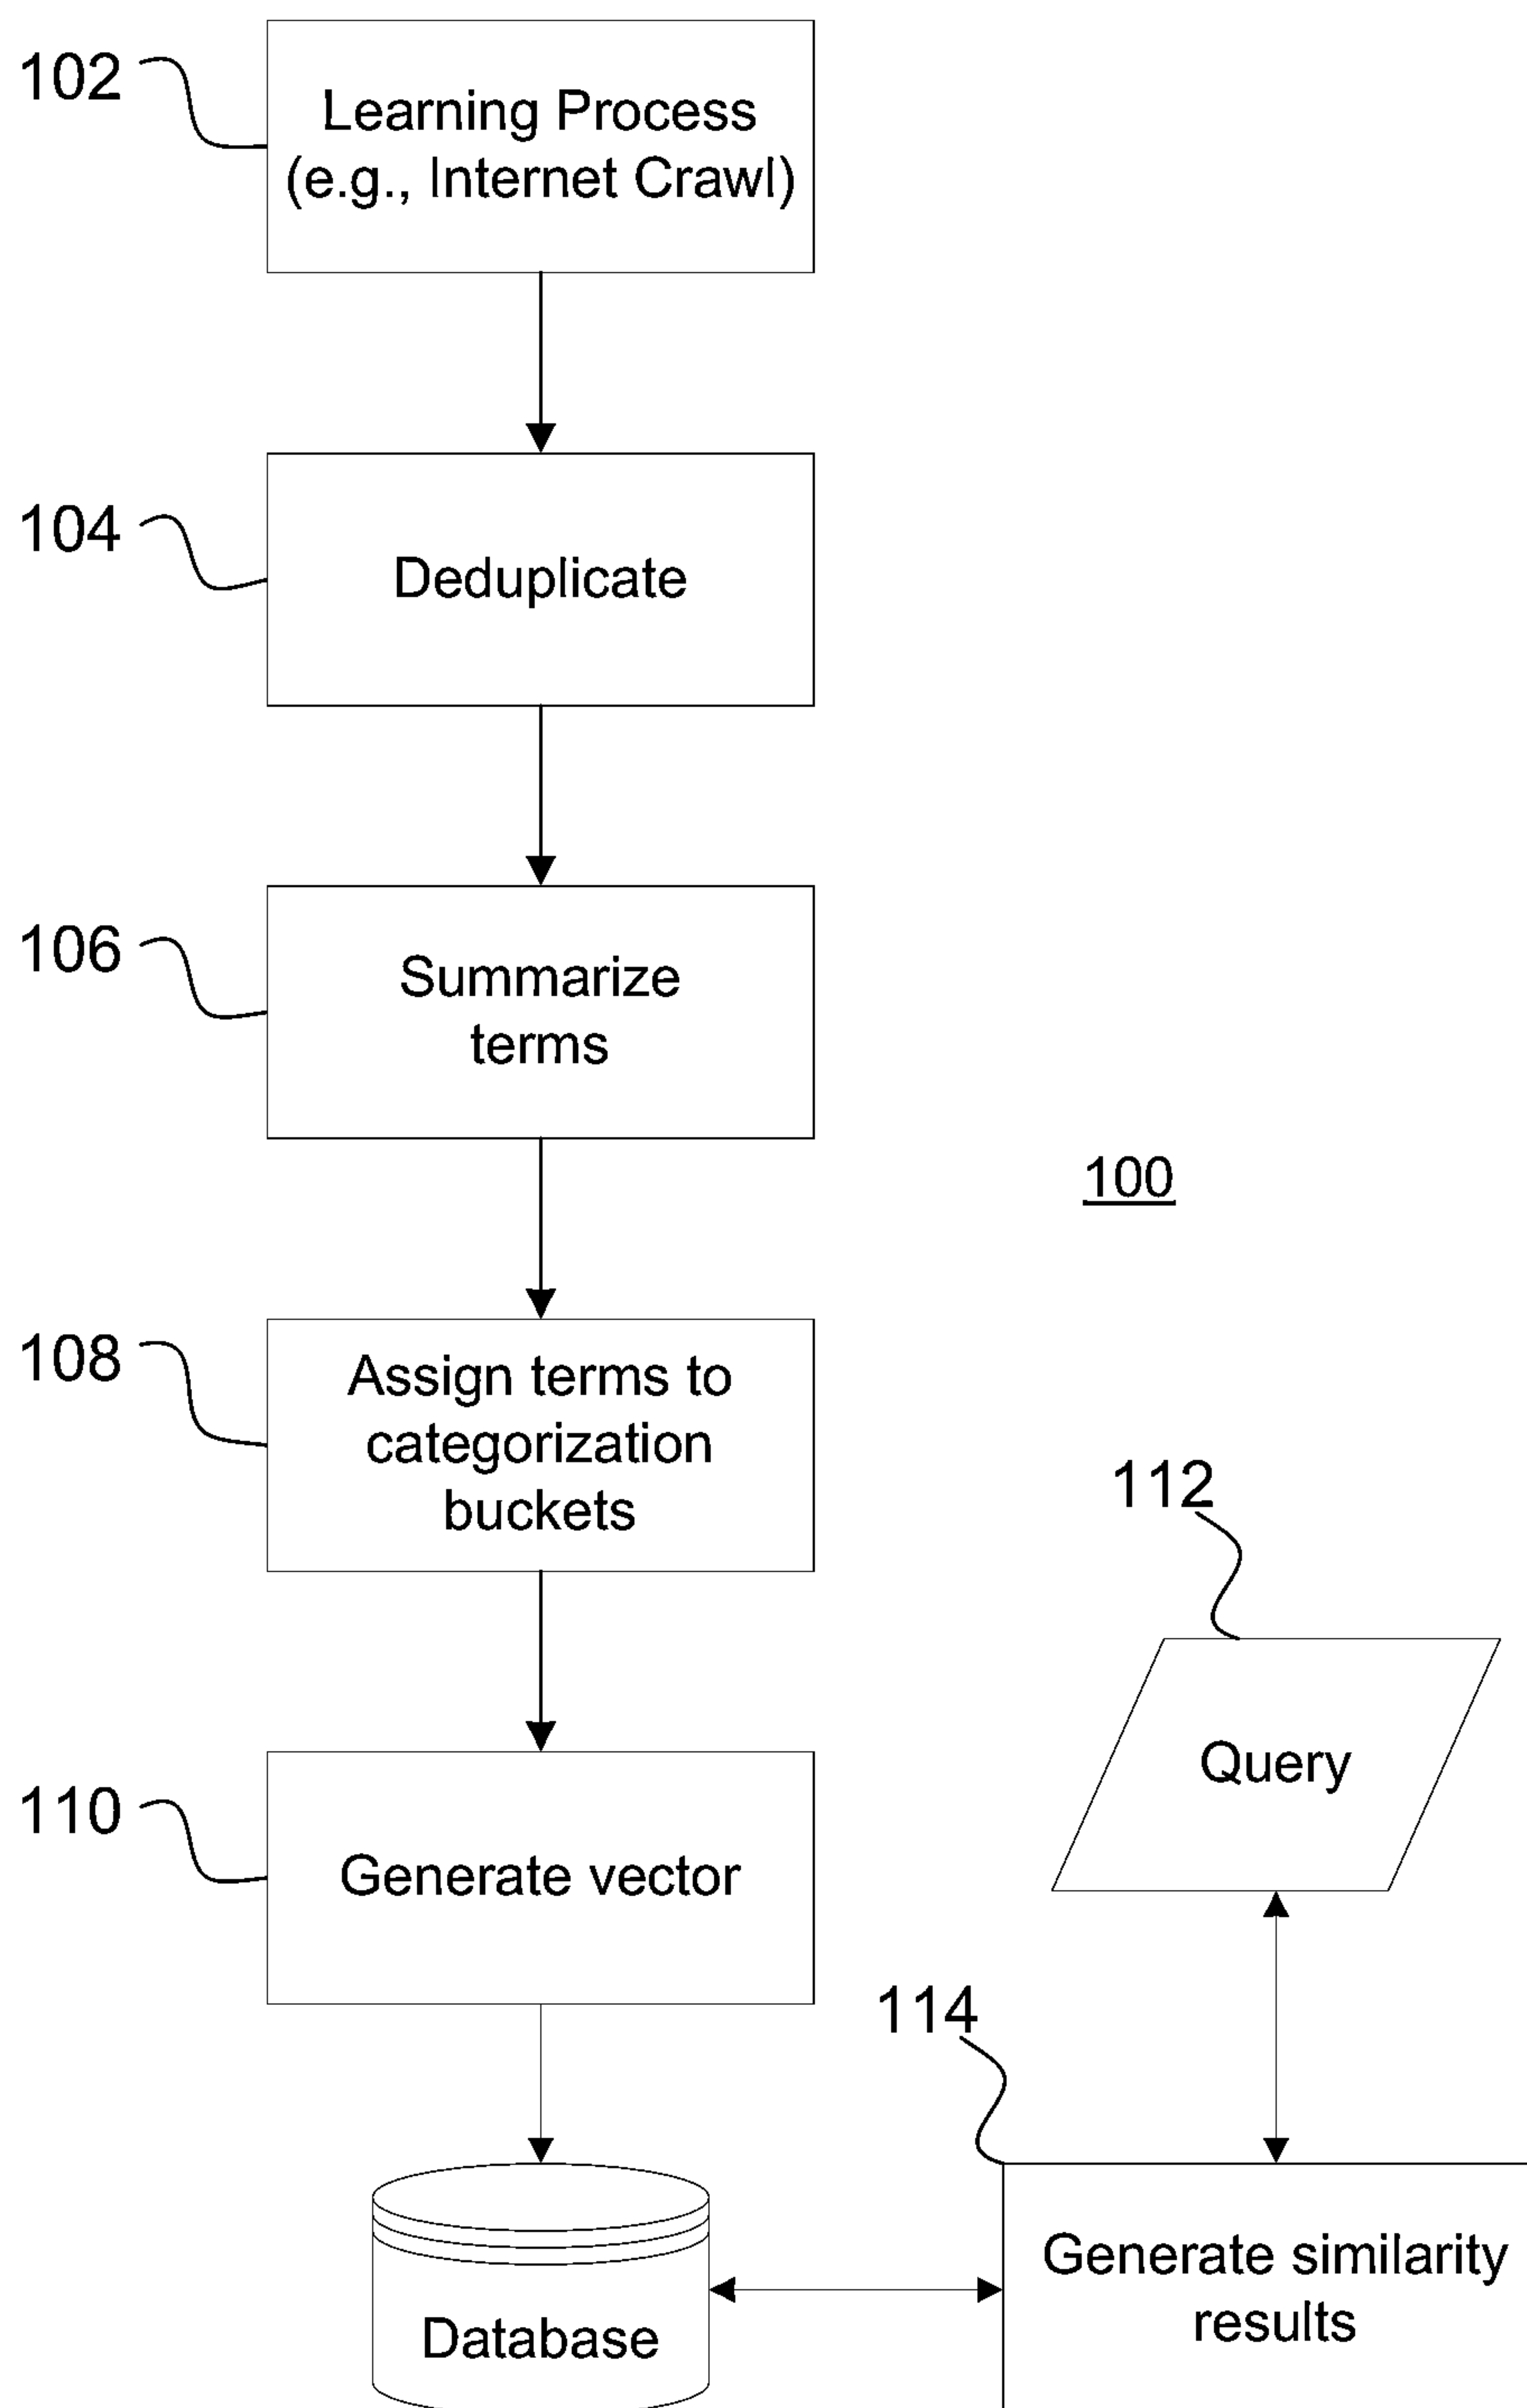 102
Learning Process
(e.g., Internet Crawl)
104
Deduplicate
106
Summarize
terms
100
108
Assign terms to
categorization
buckets
112
Query
110
Generate vector
114
Generate similarity
results
Database